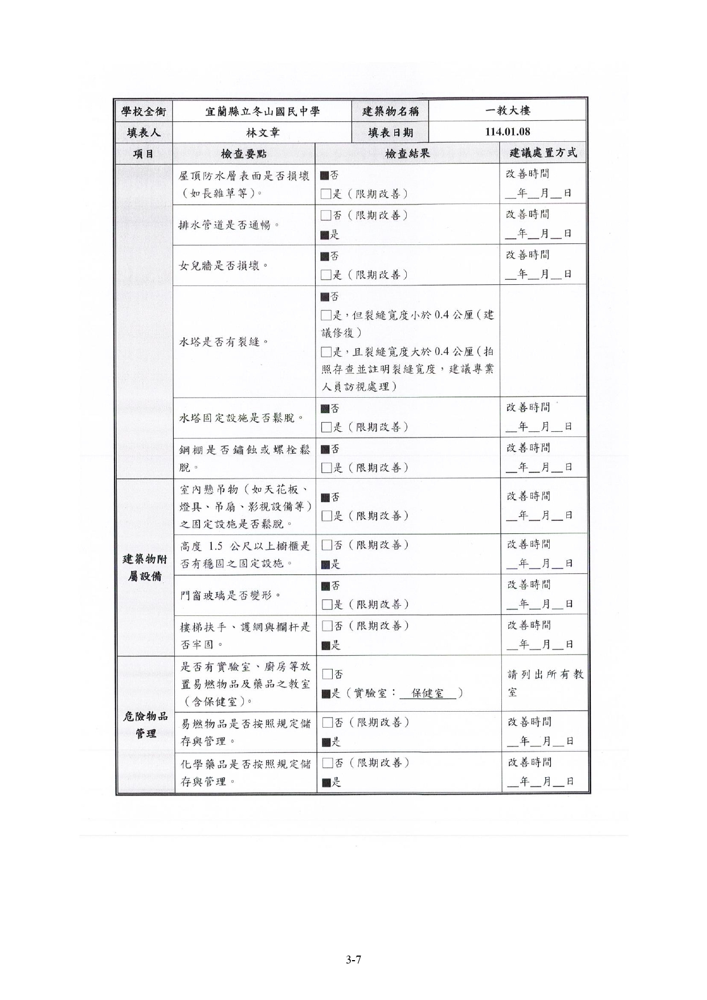 學校全銜 宜蘭縣立冬山國民中學 建築物名稱 一教大樓
填表人 林文章 填表日期 114.01.08
項目 檢查要點 檢查結果 建議處置方式
屋頂防水層表面是否損壞
（如長雜草等）。
■否
□是（限期改善）
改善時間
__年__月__日
排水管道是否通暢。
□否（限期改善）
■是
改善時間
__年__月__日
女兒牆是否損壞。
■否
□是（限期改善）
改善時間
__年__月__日
水塔是否有裂縫。
■否
□是，但裂縫寬度小於 0.4 公厘（建
議修復）
□是，且裂縫寬度大於 0.4 公厘（拍
照存查並註明裂縫寬度，建議專業
人員訪視處理）
水塔固定設施是否鬆脫。
■否
□是（限期改善）
改善時間
__年__月__日
鋼棚是否鏽蝕或螺栓鬆
脫。
■否
□是（限期改善）
改善時間
__年__月__日
建築物附
屬設備
室內懸吊物（如天花板、
燈具、吊扇、影視設備等）
之固定設施是否鬆脫。
■否
□是（限期改善）
改善時間
__年__月__日
高度 1.5 公尺以上櫥櫃是
否有穩固之固定設施。
□否（限期改善）
■是
改善時間
__年__月__日
門窗玻璃是否變形。
■否
□是（限期改善）
改善時間
__年__月__日
樓梯扶手、護網與欄杆是
否牢固。
□否（限期改善）
■是
改善時間
__年__月__日
危險物品
管理
是否有實驗室、廚房等放
置易燃物品及藥品之教室
（含保健室）。
□否
■是（實驗室：__保健室__）
請列出所有教
室
易燃物品是否按照規定儲
存與管理。
□否（限期改善）
■是
改善時間
__年__月__日
化學藥品是否按照規定儲
存與管理。
□否（限期改善）
■是
改善時間
__年__月__日
3-7